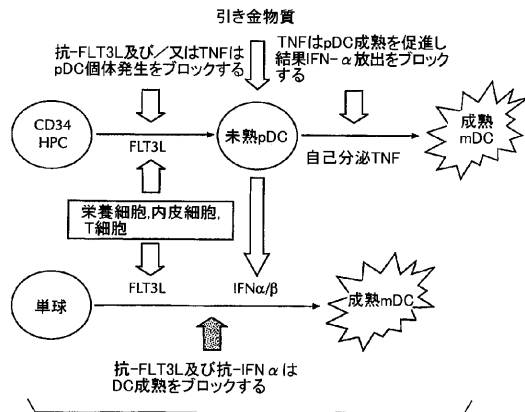 引き金物質
抗-FLT3L及び/又はTNFは
pDC個体発生をブロックする
TNFはpDC成熟を促進し
結果IFN-α放出をブロック
する
CD34
HPC
FLT3L
未熟pDC
自己分泌TNF
成熟
mDC
栄養細胞,内皮細胞,
T細胞
単球
FLT3L
IFNα/β
成熟mDC
抗-FLT3L及び抗-IFNαは
DC成熟をブロックする